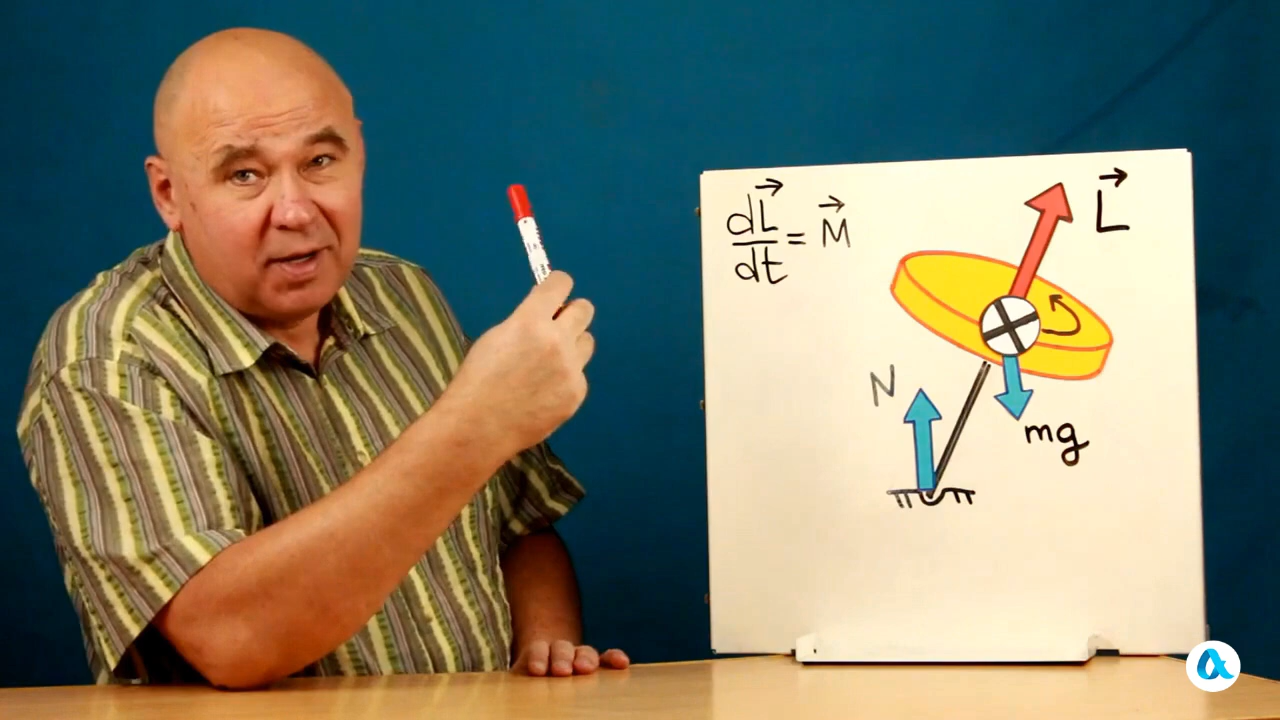 dL⃗/dt = M⃗
L⃗
N
mg